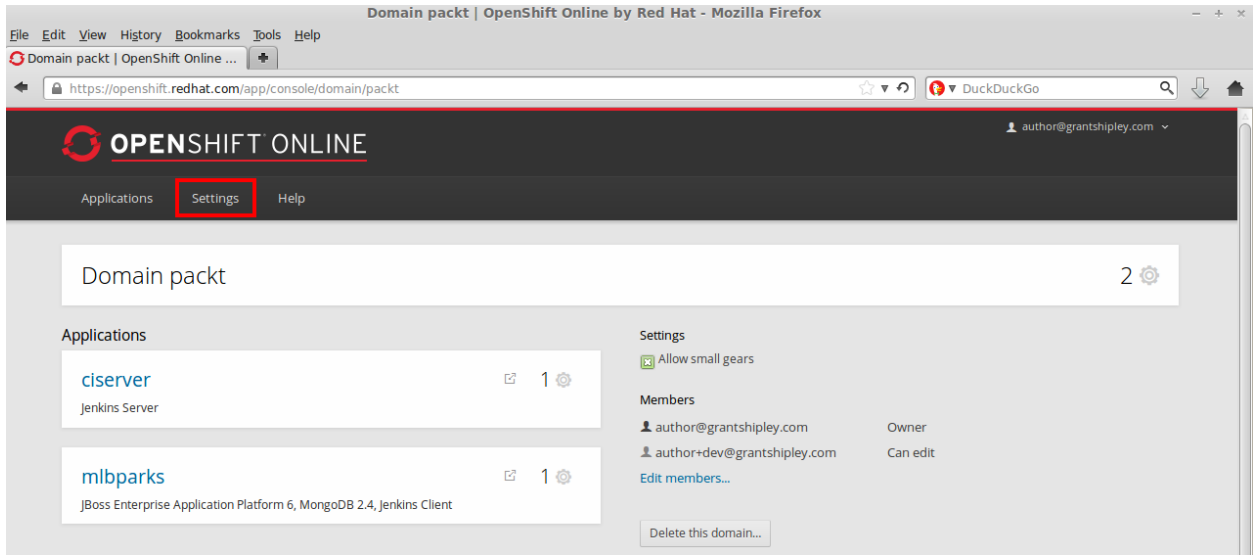 Domain packt | OpenShift Online by Red Hat - Mozilla Firefox
File Edit View History Bookmarks Tools Help
Domain packt | OpenShift Online ...
https://openshift.redhat.com/app/console/domain/packt
DuckDuckGo
OPENSHIFT ONLINE
author@grantshipley.com
Applications Settings Help
Domain packt
2
Applications
ciserver
1
Jenkins Server
mlbparks
1
JBoss Enterprise Application Platform 6, MongoDB 2.4, Jenkins Client
Settings
Allow small gears
Members
author@grantshipley.com Owner
author+dev@grantshipley.com Can edit
Edit members...
Delete this domain...